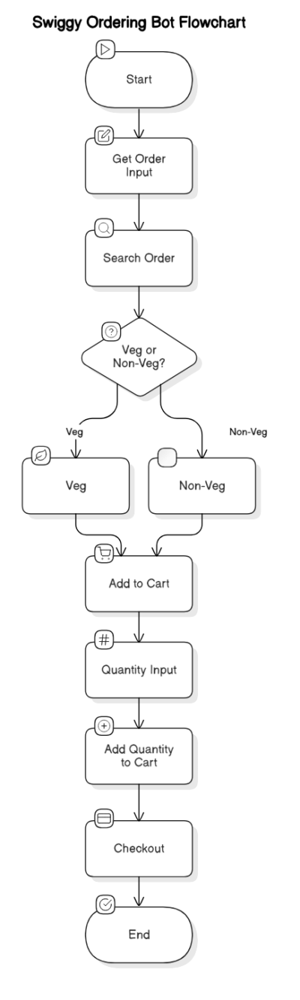 Swiggy Ordering Bot Flowchart
Start
Get Order
Input
Search Order
?
Veg or
Non-Veg?
Veg
Non-Veg
Veg
Non-Veg
Add to Cart
#
Quantity Input
Add Quantity
to Cart
Checkout
End